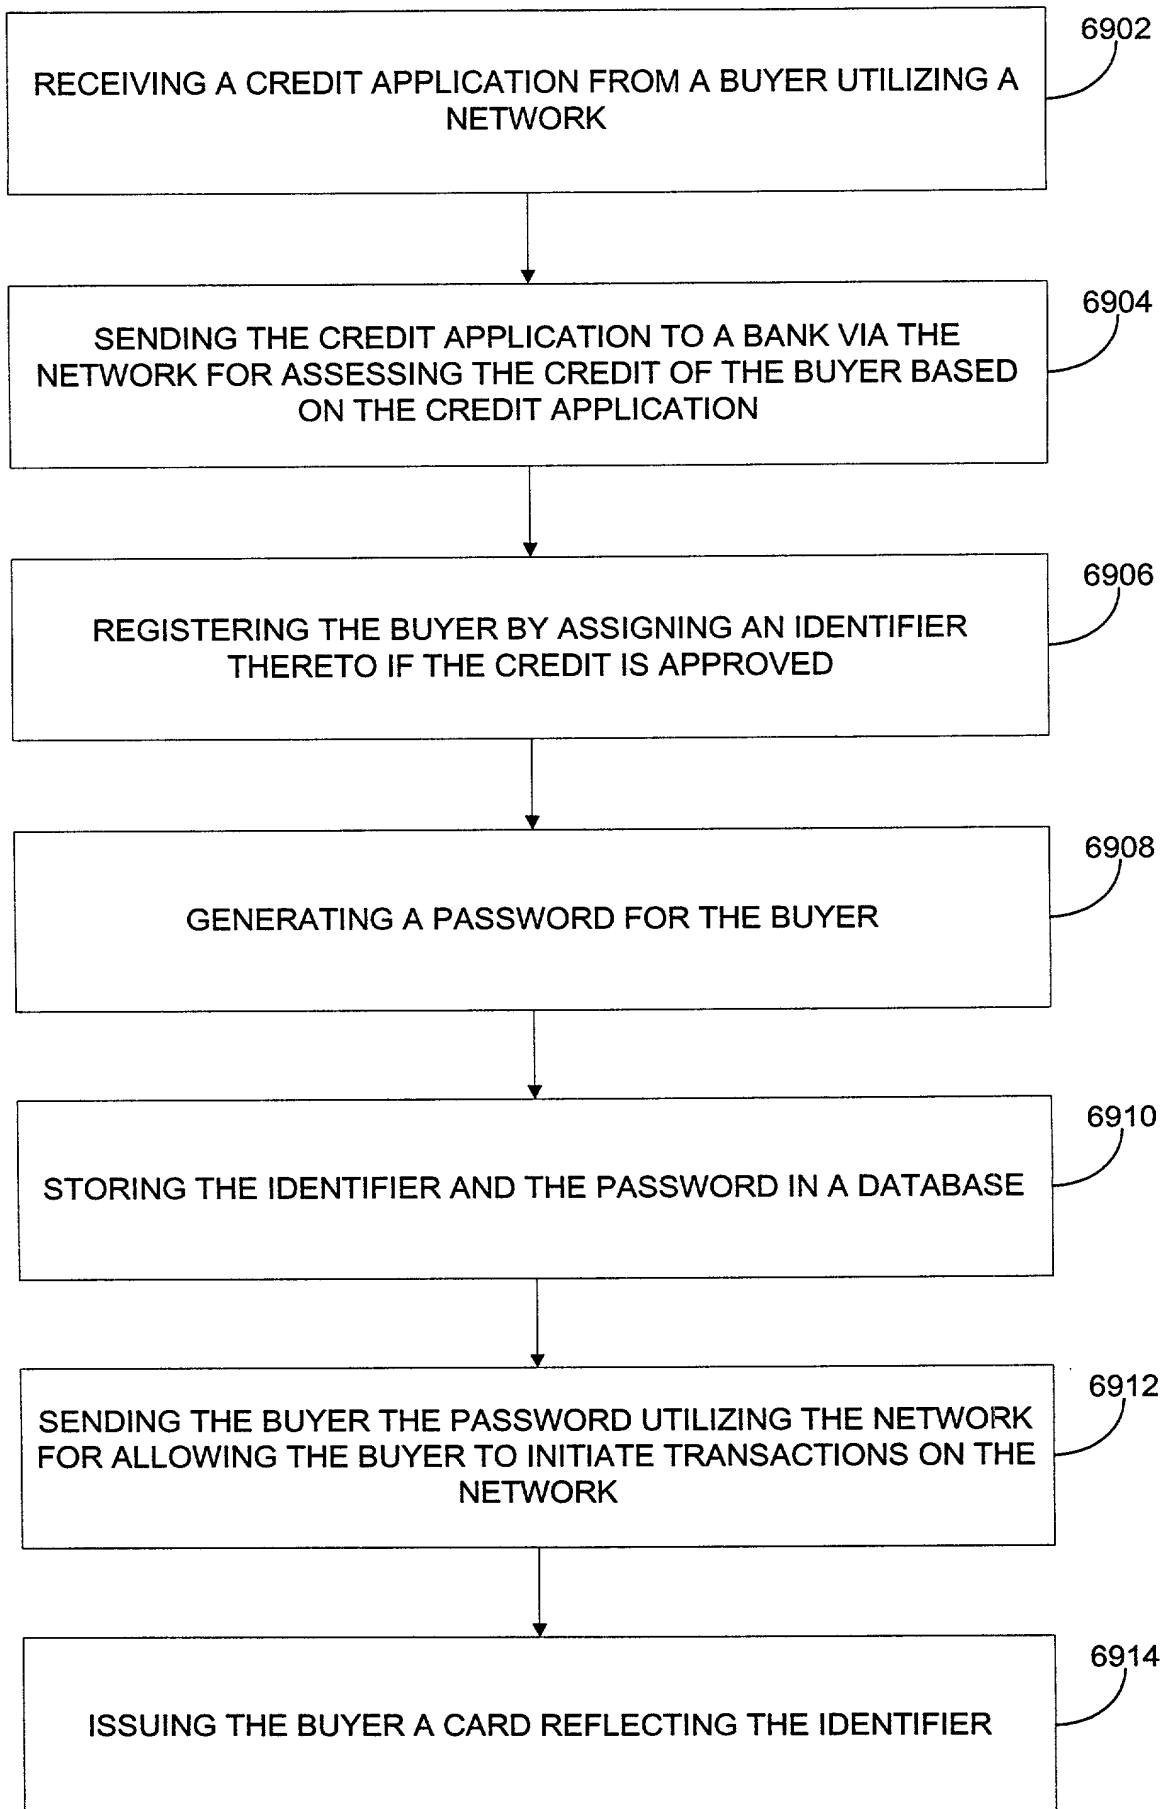 6902
RECEIVING A CREDIT APPLICATION FROM A BUYER UTILIZING A
NETWORK
6904
SENDING THE CREDIT APPLICATION TO A BANK VIA THE
NETWORK FOR ASSESSING THE CREDIT OF THE BUYER BASED
ON THE CREDIT APPLICATION
6906
REGISTERING THE BUYER BY ASSIGNING AN IDENTIFIER
THERETO IF THE CREDIT IS APPROVED
6908
GENERATING A PASSWORD FOR THE BUYER
6910
STORING THE IDENTIFIER AND THE PASSWORD IN A DATABASE
6912
SENDING THE BUYER THE PASSWORD UTILIZING THE NETWORK
FOR ALLOWING THE BUYER TO INITIATE TRANSACTIONS ON THE
NETWORK
6914
ISSUING THE BUYER A CARD REFLECTING THE IDENTIFIER